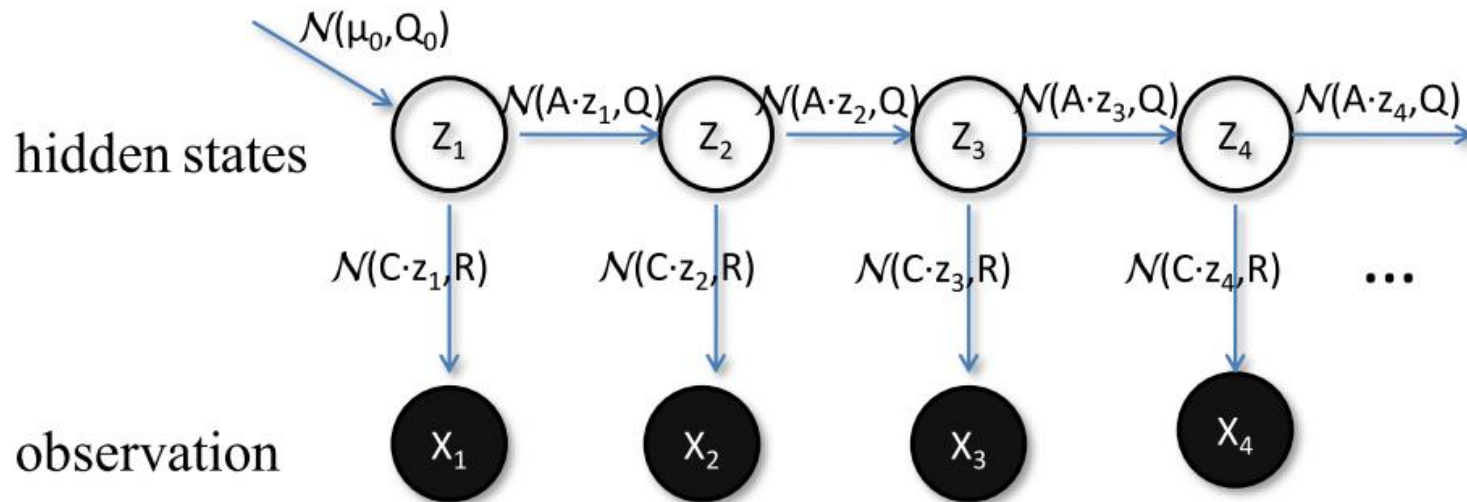 𝒩(μ₀,Q₀)
𝒩(A·z₁,Q) 𝒩(A·z₂,Q) 𝒩(A·z₃,Q) 𝒩(A·z₄,Q)
hidden states Z₁ Z₂ Z₃ Z₄
𝒩(C·z₁,R) 𝒩(C·z₂,R) 𝒩(C·z₃,R) 𝒩(C·z₄,R) ...
observation X₁ X₂ X₃ X₄